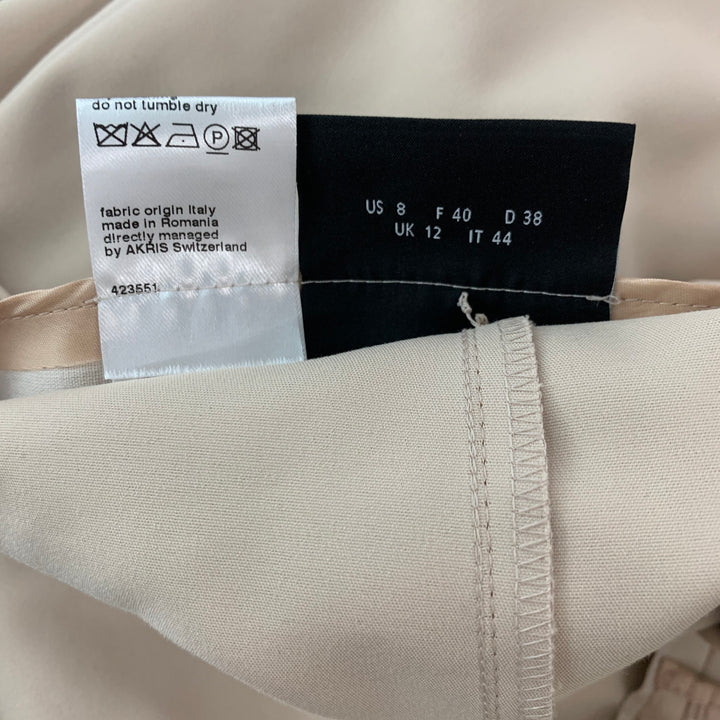 do not tumble dry
P
fabric origin Italy
made in Romania
directly managed
by AKRIS Switzerland
423551
US 8 F 40 D 38
UK 12 IT 44